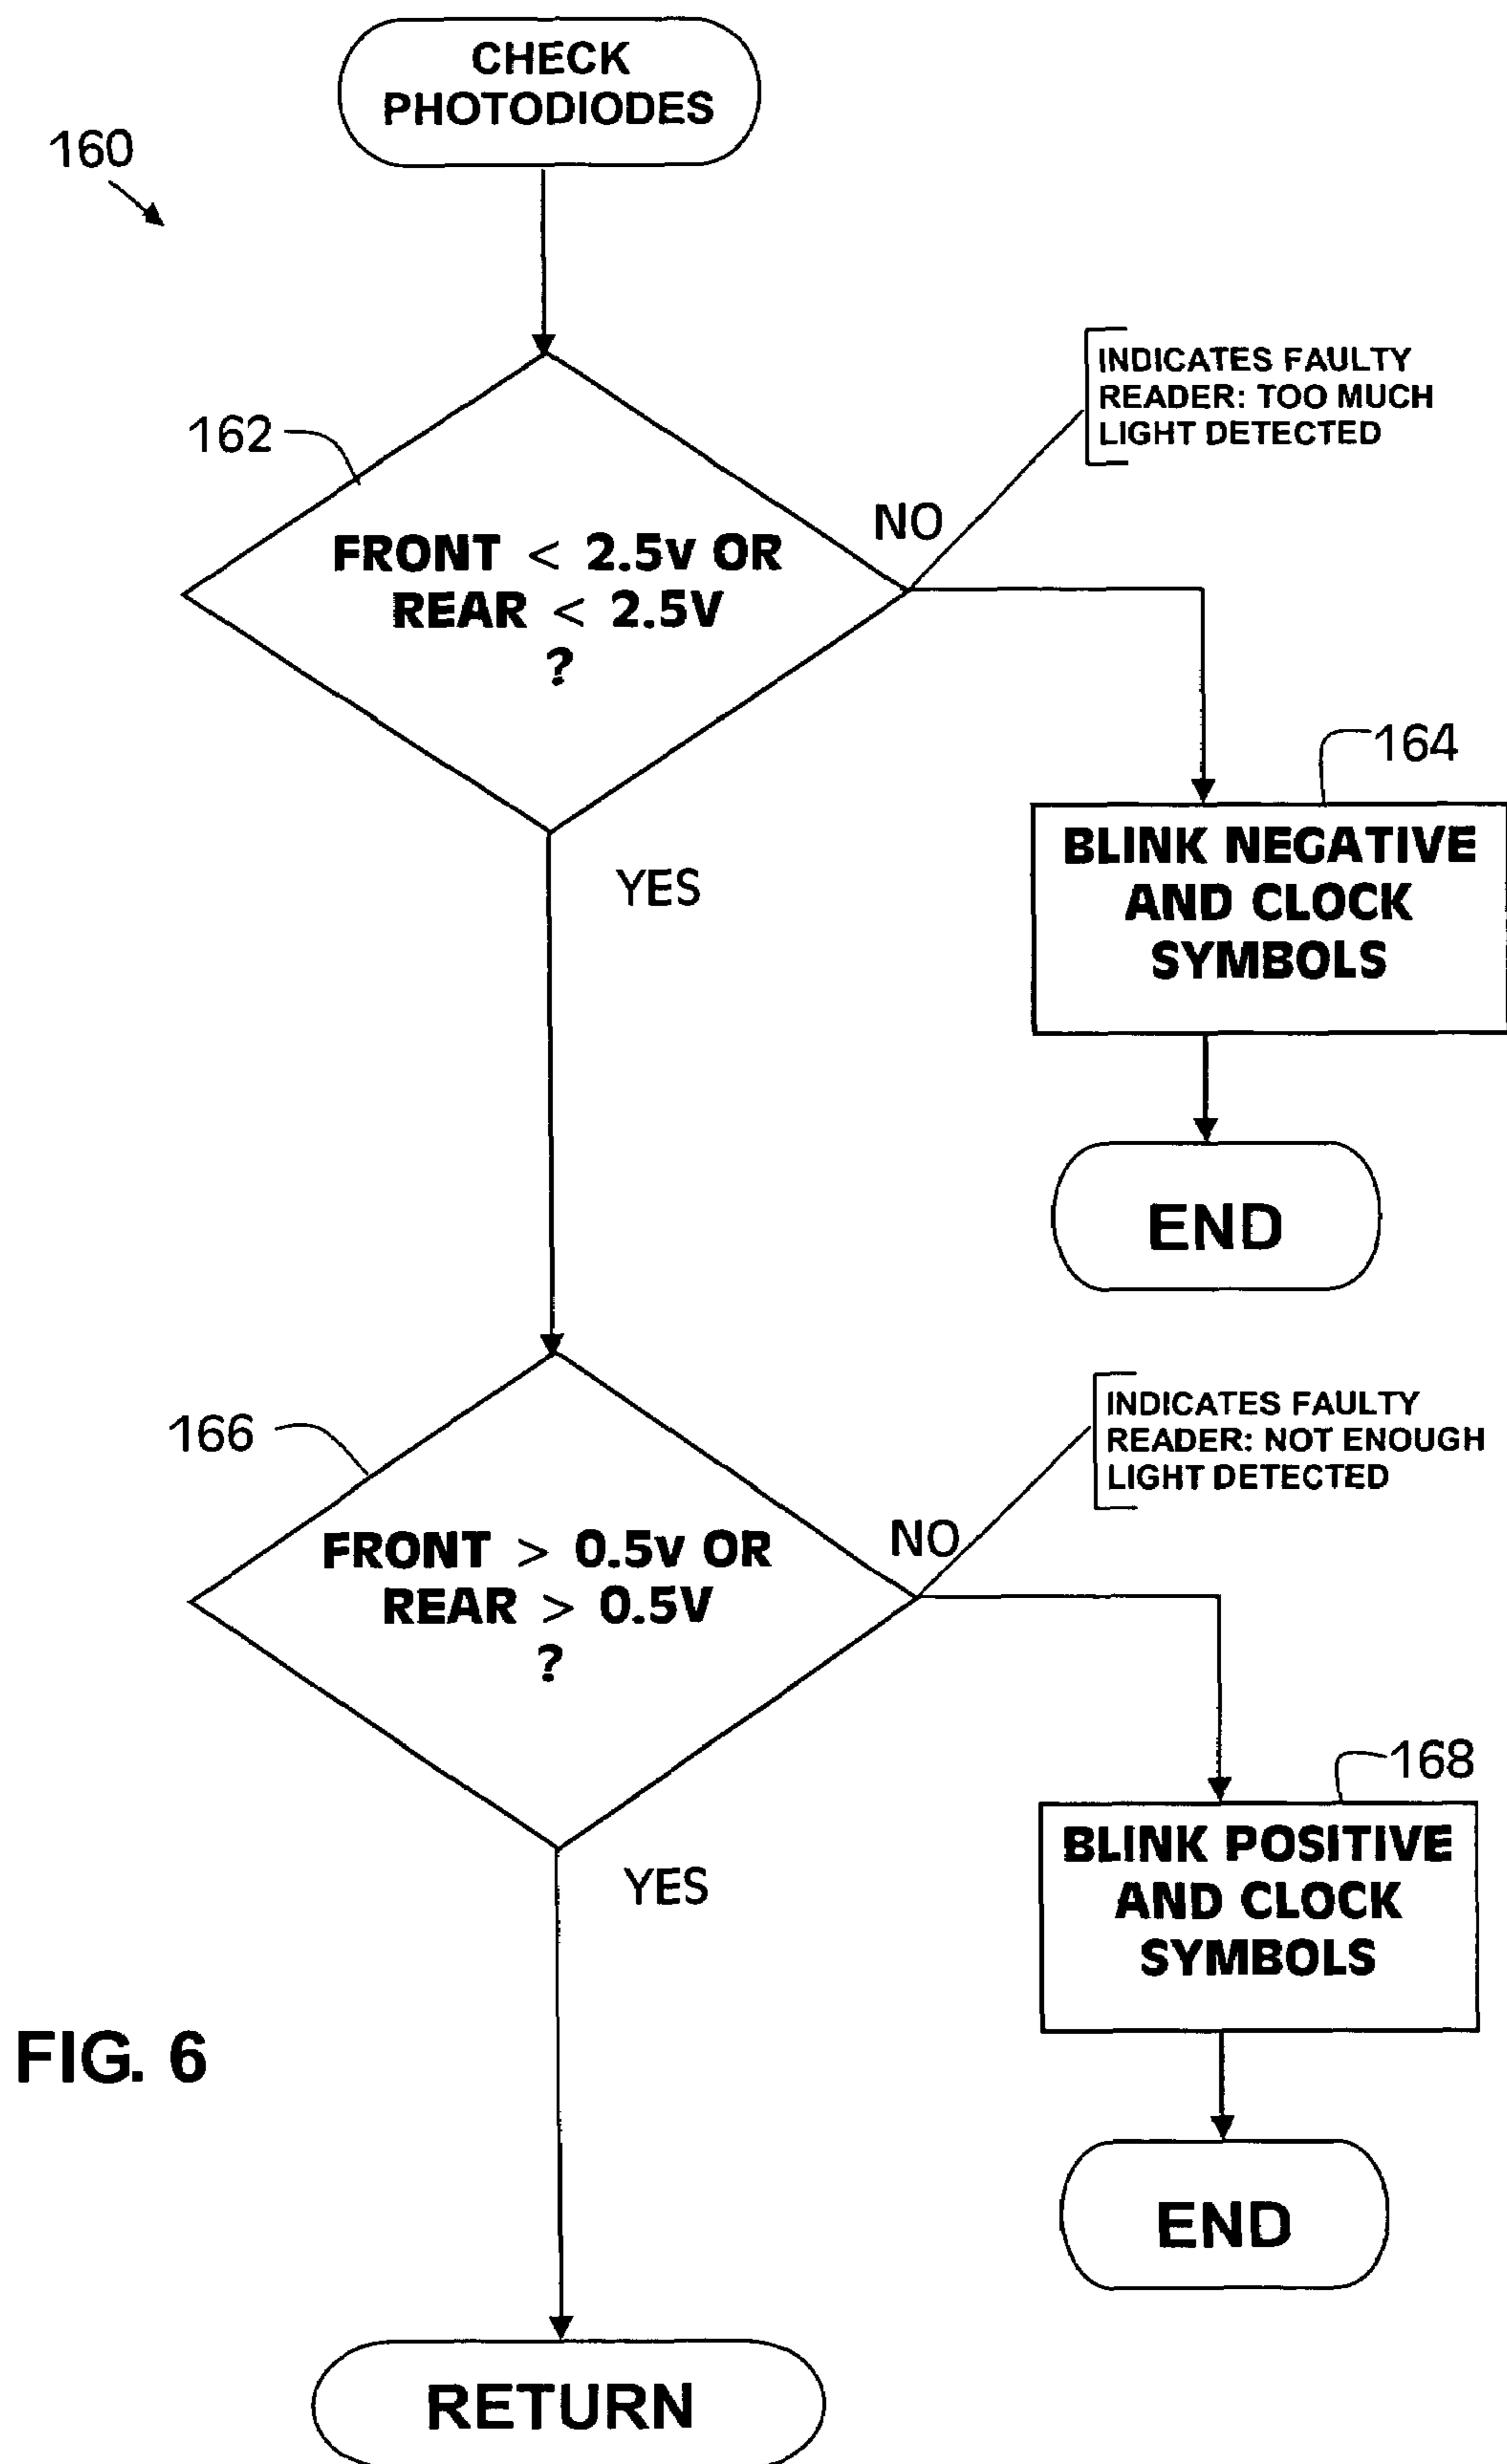 CHECK
PHOTODIODES
160
162
FRONT < 2.5V OR
REAR < 2.5V
?
NO
INDICATES FAULTY
READER: TOO MUCH
LIGHT DETECTED
YES
164
BLINK NEGATIVE
AND CLOCK
SYMBOLS
END
166
FRONT > 0.5V OR
REAR > 0.5V
?
NO
INDICATES FAULTY
READER: NOT ENOUGH
LIGHT DETECTED
YES
168
BLINK POSITIVE
AND CLOCK
SYMBOLS
END
FIG. 6
RETURN